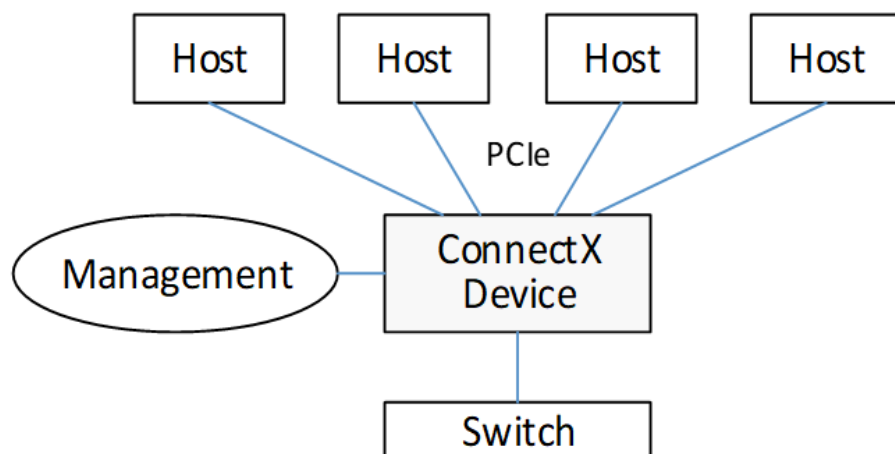 Host
Host
Host
Host
PCIe
Management
ConnectX
Device
Switch